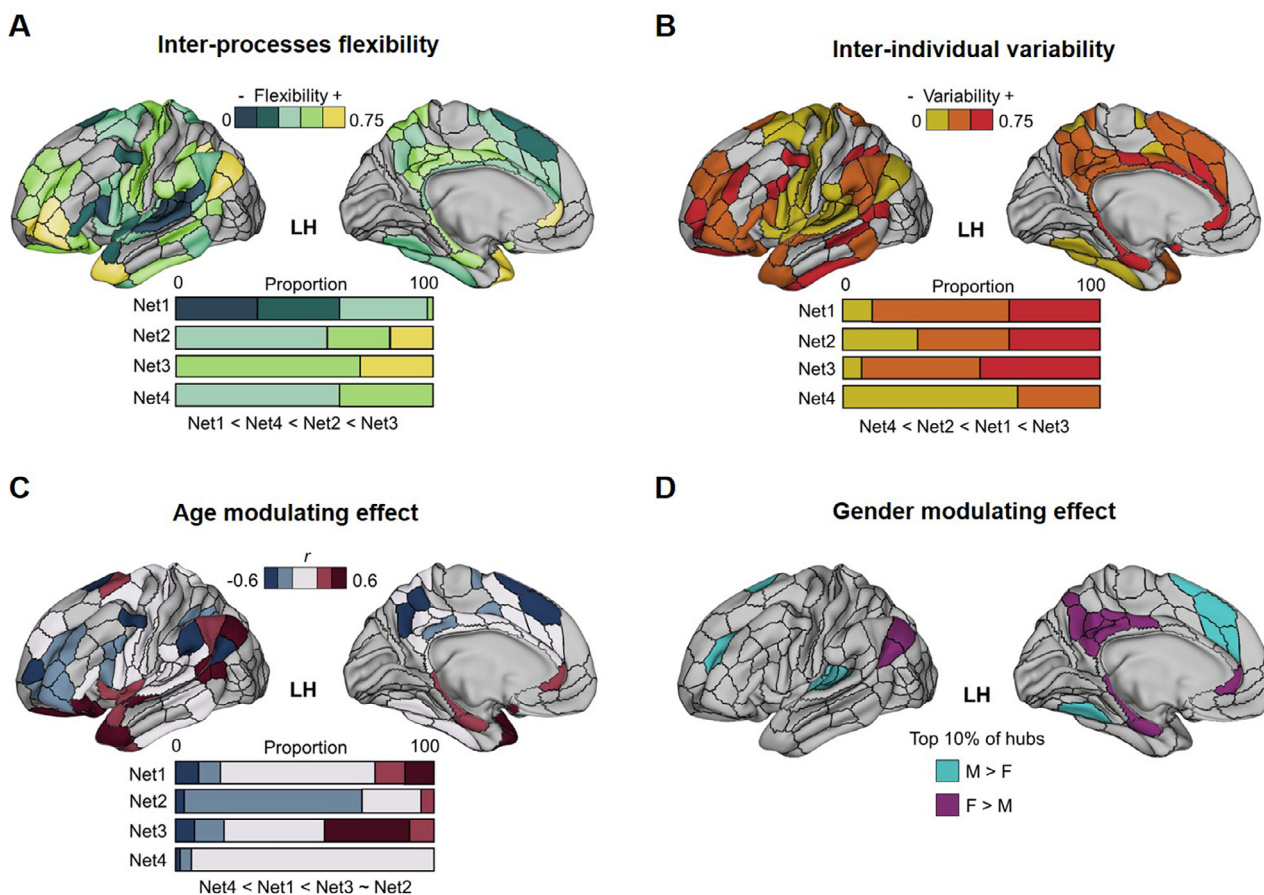 A
Inter-processes flexibility
- Flexibility +
0 0.75
LH
0 Proportion 100
Net1
Net2
Net3
Net4
Net1 < Net4 < Net2 < Net3
B
Inter-individual variability
- Variability +
0 0.75
LH
0 Proportion 100
Net1
Net2
Net3
Net4
Net4 < Net2 < Net1 < Net3
C
Age modulating effect
r
-0.6 0.6
LH
0 Proportion 100
Net1
Net2
Net3
Net4
Net4 < Net1 < Net3 ~ Net2
D
Gender modulating effect
LH
Top 10% of hubs
M > F
F > M